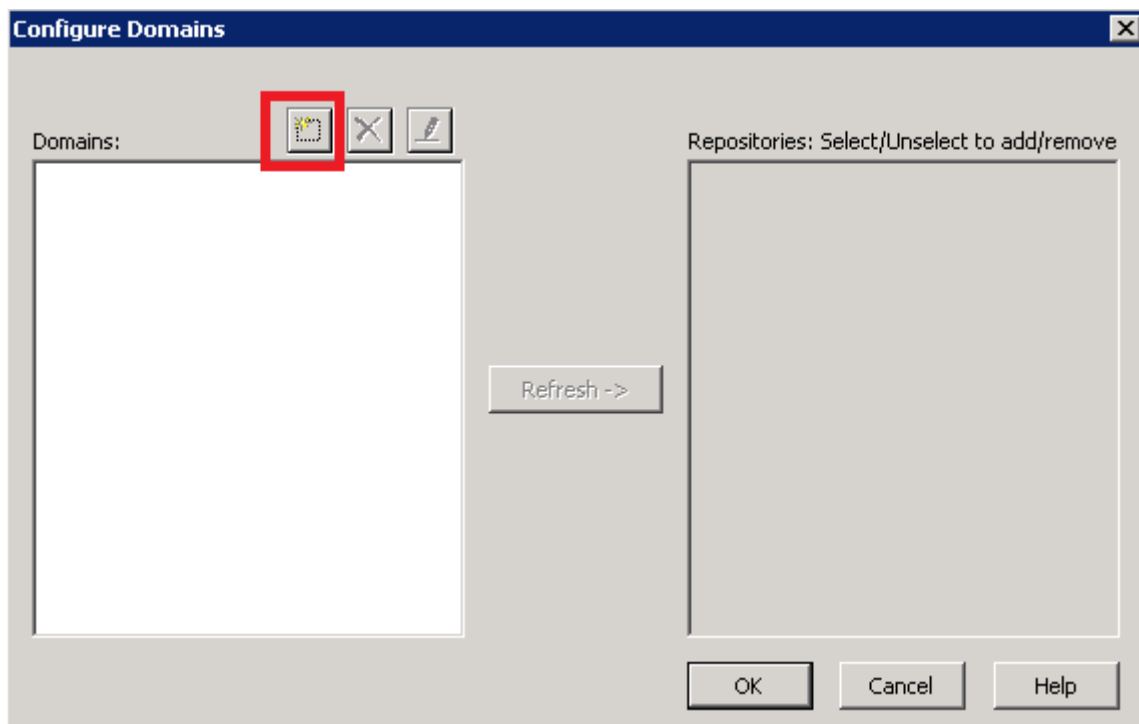 Configure Domains
Domains:
Repositories: Select/Unselect to add/remove
Refresh ->
OK
Cancel
Help